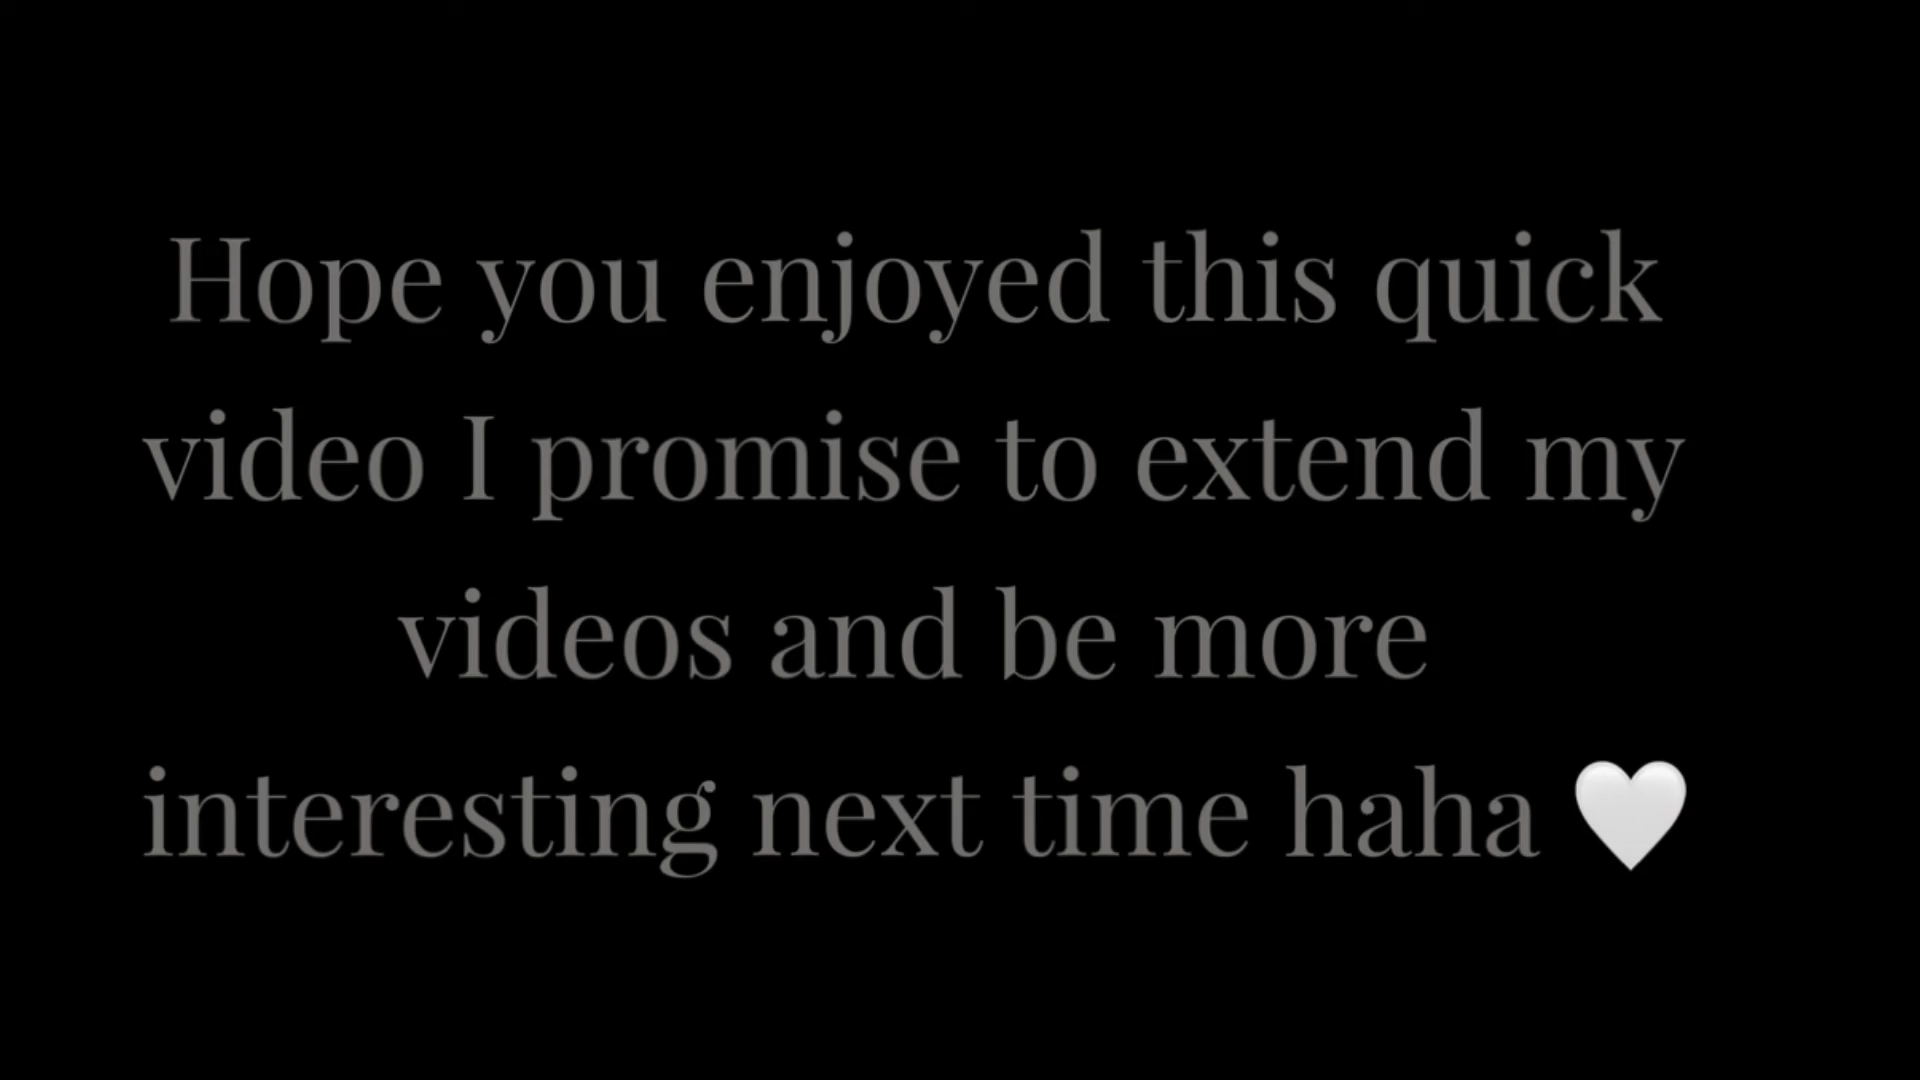 Hope you enjoyed this quick
video I promise to extend my
videos and be more
interesting next time haha 🤍